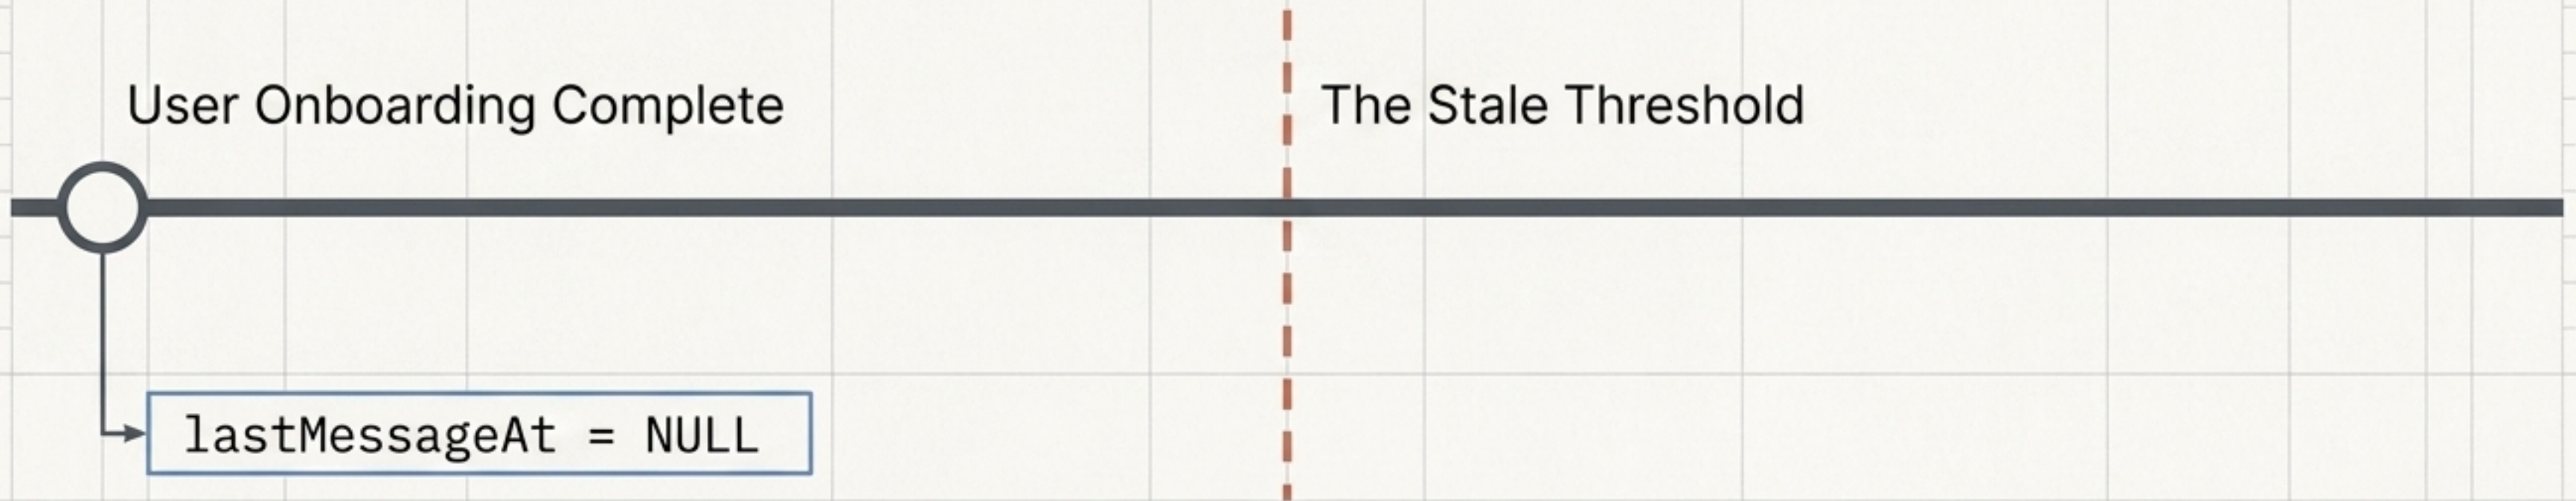 User Onboarding Complete
The Stale Threshold
lastMessageAt = NULL